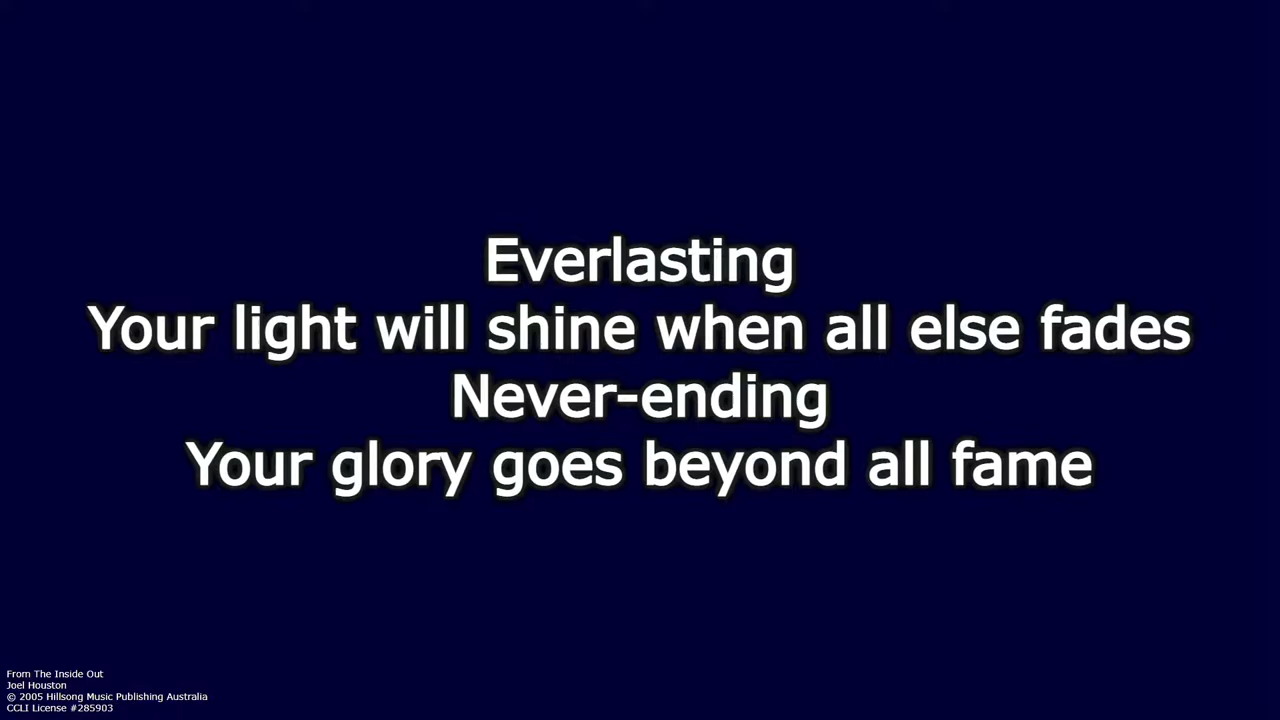 Everlasting
Your light will shine when all else fades
Never-ending
Your glory goes beyond all fame
From The Inside Out
Joel Houston
© 2005 Hillsong Music Publishing Australia
CCLI License #285903